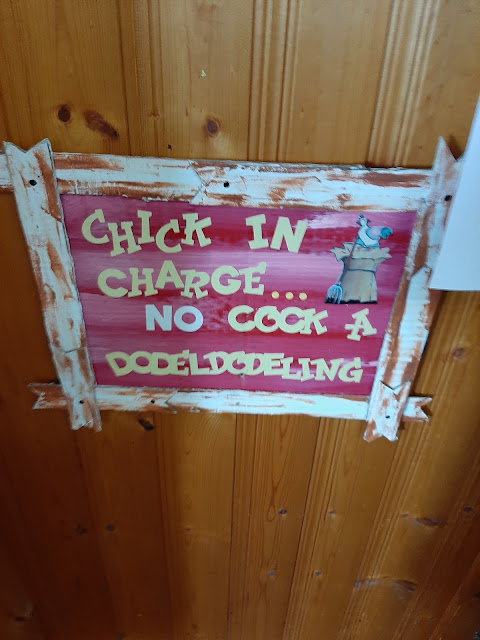 CHICK IN
CHARGE...
NO COCK A
DODELDODELING